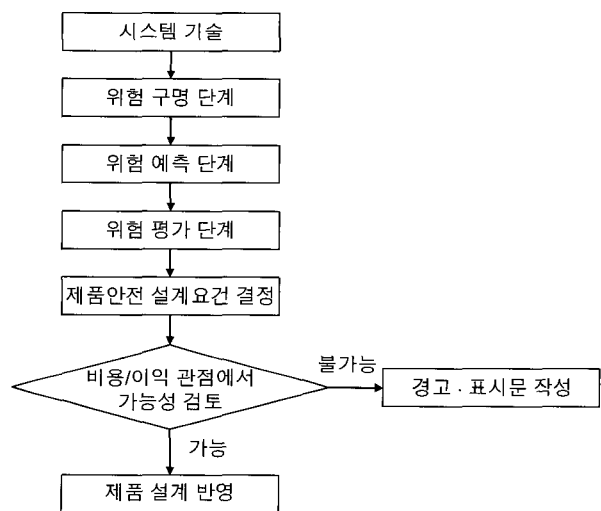 시스템 기술
위험 구명 단계
위험 예측 단계
위험 평가 단계
제품안전 설계요건 결정
비용/이익 관점에서
가능성 검토
불가능
경고 · 표시문 작성
가능
제품 설계 반영